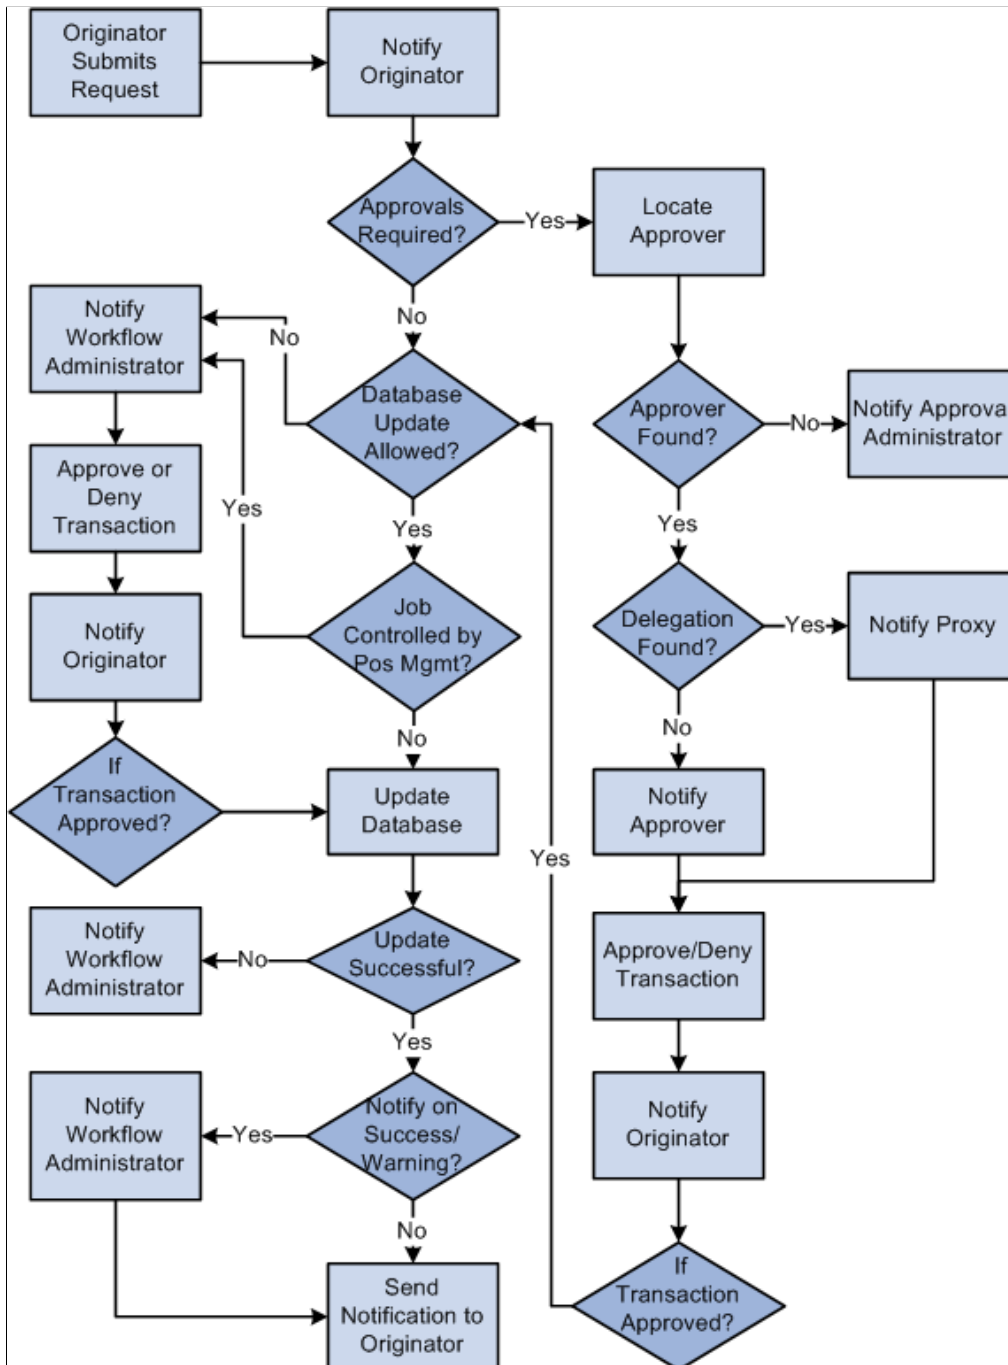 Originator
Submits
Request
Notify
Originator
Approvals
Required?
Yes
Locate
Approver
No
Notify
Workflow
Administrator
No
Database
Update
Allowed?
Approver
Found?
No
Notify Approval
Administrator
Approve or
Deny
Transaction
Yes
Yes
Yes
Job
Controlled by
Pos Mgmt?
Delegation
Found?
Yes
Notify Proxy
Notify
Originator
No
No
If
Transaction
Approved?
Update
Database
Notify
Approver
Yes
Notify
Workflow
Administrator
No
Update
Successful?
Approve/Deny
Transaction
Yes
Notify
Workflow
Administrator
Yes
Notify on
Success/
Warning?
Notify
Originator
No
Send
Notification to
Originator
If
Transaction
Approved?